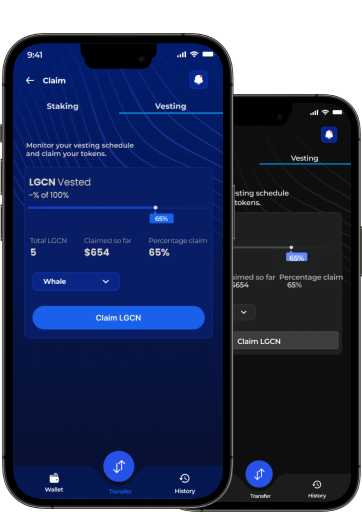 9:41
Claim
Staking
Vesting
Monitor your vesting schedule
and claim your tokens.
LGCN Vested
~% of 100%
65%
Total LGCN
Claimed so far
Percentage claim
5
$654
65%
Whale
Claim LGCN
Wallet
Transfer
History
Vesting
sting schedule
tokens.
65%
aimed so far
Percentage claim
$654
65%
Claim LGCN
Transfer
History